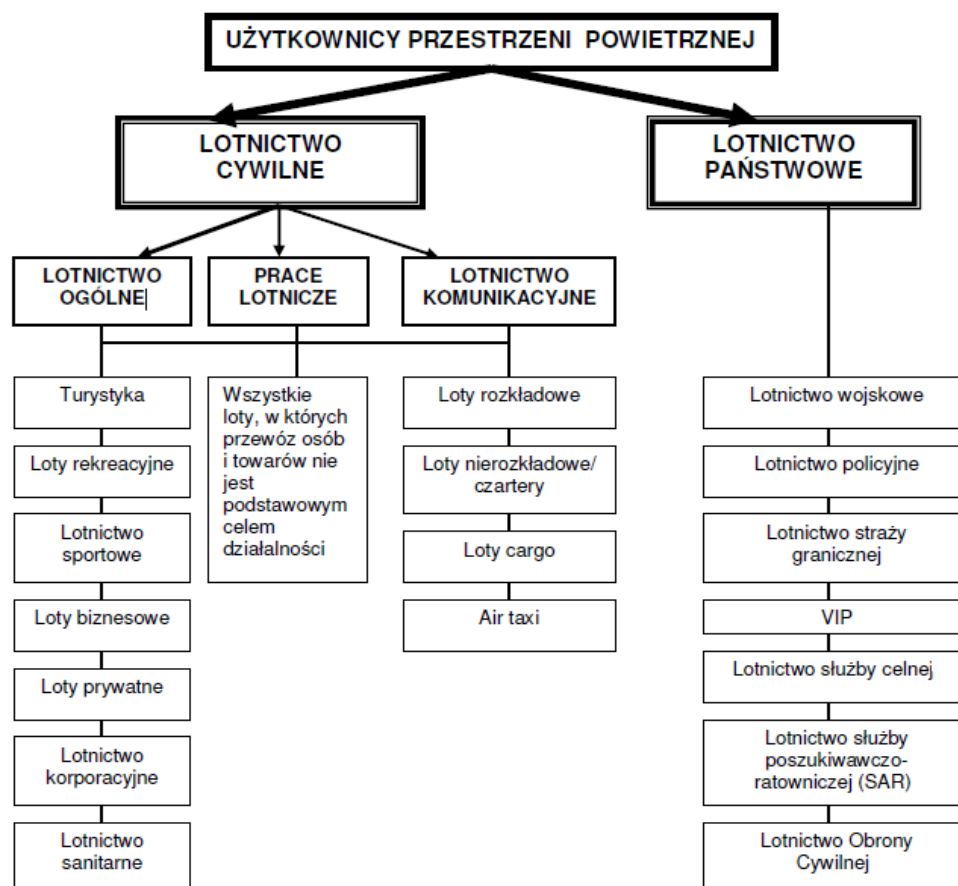 UŻYTKOWNICY PRZESTRZENI POWIETRZNEJ
LOTNICTWO
CYWILNE
LOTNICTWO
PAŃSTWOWE
LOTNICTWO
OGÓLNE
PRACE
LOTNICZE
LOTNICTWO
KOMUNIKACYJNE
Turystyka
Loty rekreacyjne
Lotnictwo
sportowe
Loty biznesowe
Loty prywatne
Lotnictwo
korporacyjne
Lotnictwo
sanitarne
Wszystkie
loty, w których
przewóz osób
i towarów nie
jest
podstawowym
celem
działalności
Loty rozkładowe
Loty nierozkładowe/
czartery
Loty cargo
Air taxi
Lotnictwo wojskowe
Lotnictwo policyjne
Lotnictwo straży
granicznej
VIP
Lotnictwo służby celnej
Lotnictwo służby
poszukiwawczo-
ratowniczej (SAR)
Lotnictwo Obrony
Cywilnej